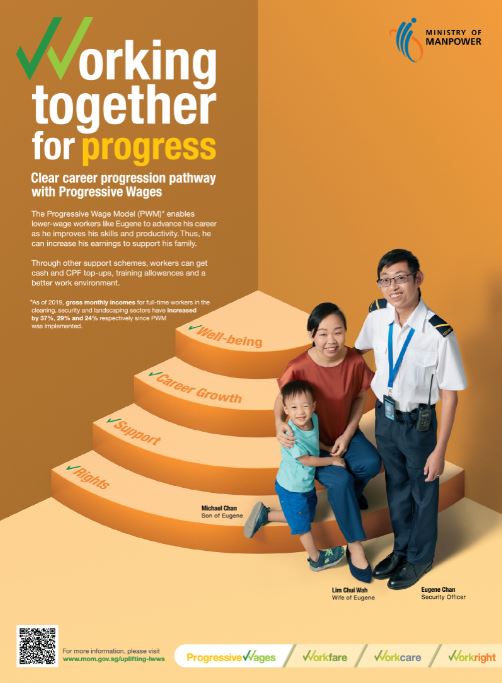 Working
together
for progress
Clear career progression pathway
with Progressive Wages
The Progressive Wage Model (PWM)* enables
lower-wage workers like Eugene to advance his career
as he improves his skills and productivity. Thus, he
can increase his earnings to support his family.
Through other support schemes, workers can get
cash and CPF top-ups, training allowances and a
better work environment.
*As of 2019, gross monthly incomes for full-time workers in the
cleaning, security and landscaping sectors have increased
by 37%, 29% and 24% respectively since PWM
was implemented.
MINISTRY OF
MANPOWER
Well-being
Career Growth
Support
Rights
Michael Chan
Son of Eugene
Lim Chui Wah
Wife of Eugene
Eugene Chan
Security Officer
For more information, please visit
www.mom.gov.sg/uplifting-lwws
Progressive Wages / Workfare / Workcare / Workright